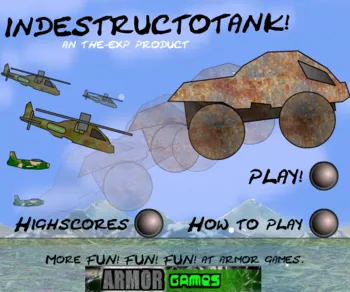 INDESTRUCTOTANK!
AN THE-EXP PRODUCT
PLAY!
HIGHSCORES
HOW TO PLAY
MORE FUN! FUN! FUN! AT ARMOR GAMES.
ARMOR GAMES